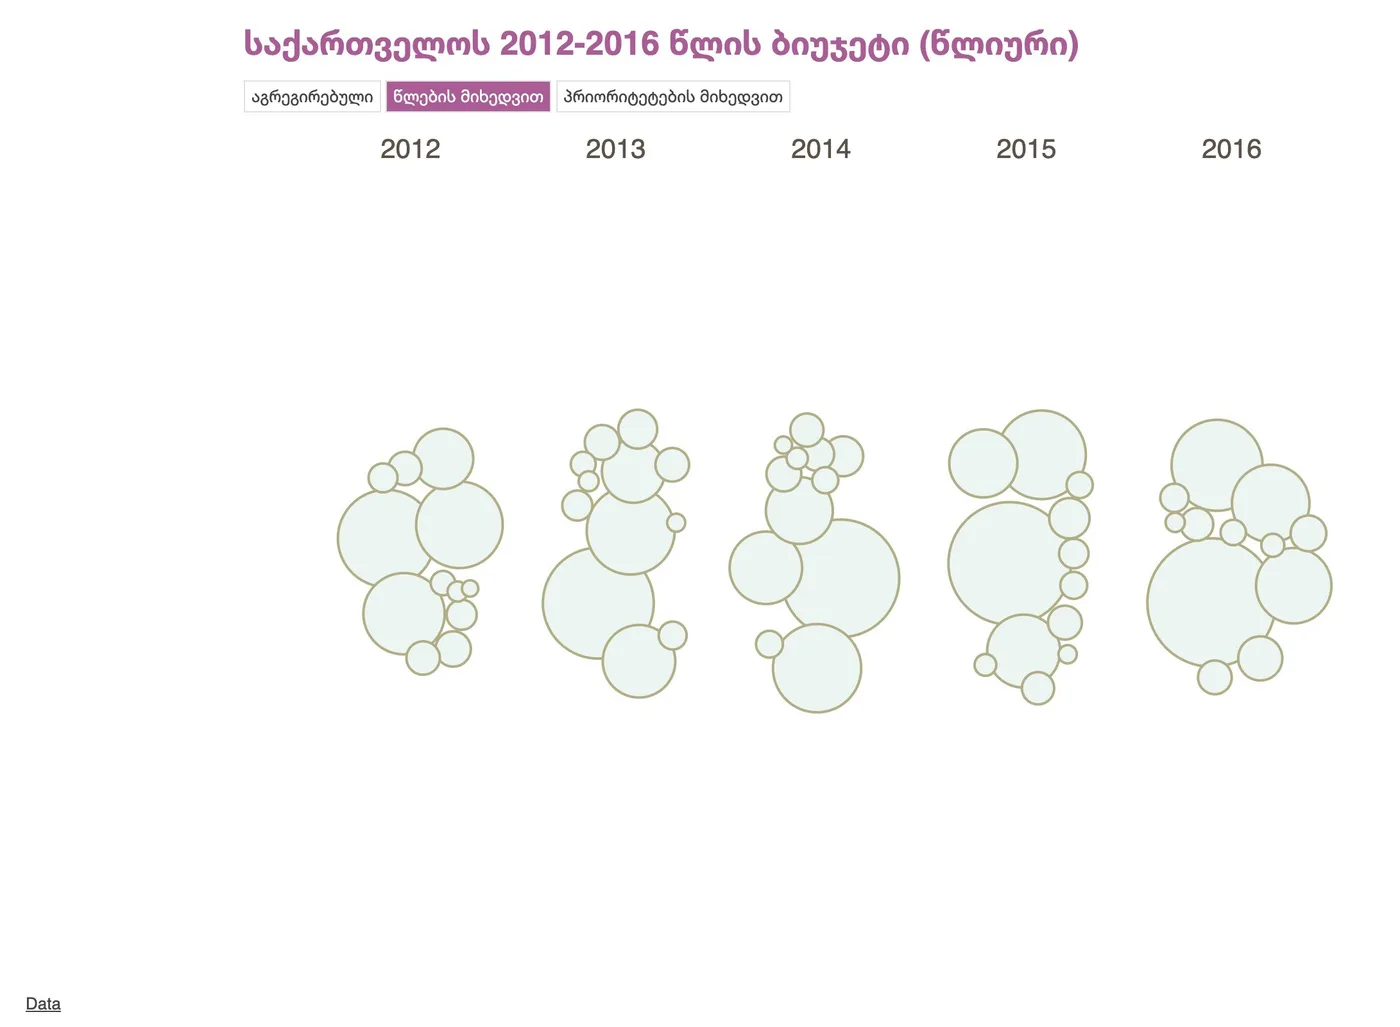 საქართველოს 2012-2016 წლის ბიუჯეტი (წლიური)
აგრეგირებული წლების მიხედვით პრიორიტეტების მიხედვით
2012 2013 2014 2015 2016
Data